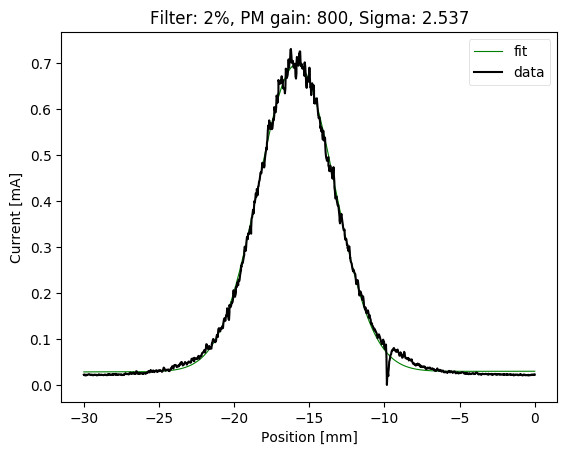 Filter: 2%, PM gain: 800, Sigma: 2.537
fit
data
Current [mA]
0.7
0.6
0.5
0.4
0.3
0.2
0.1
0.0
−30 −25 −20 −15 −10 −5 0
Position [mm]